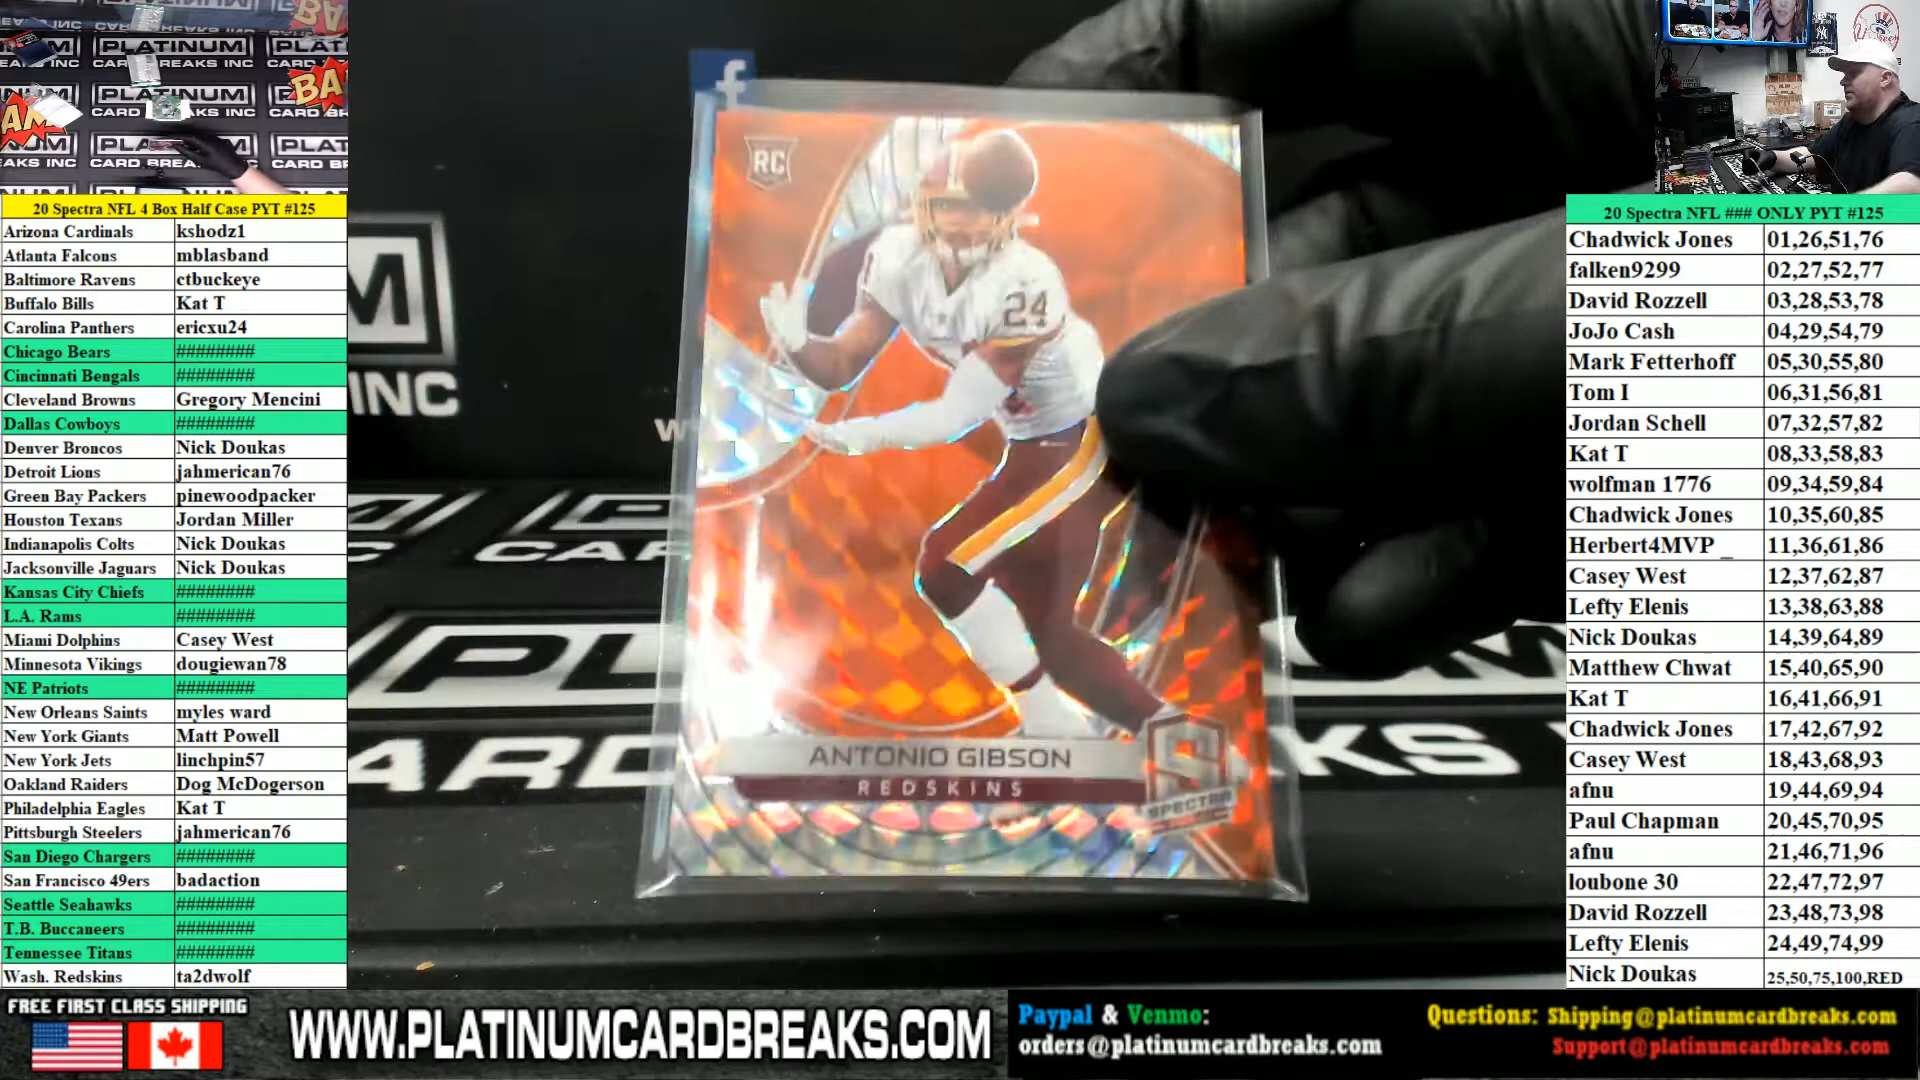 PLATINUM
CARD BREAKS INC
20 Spectra NFL 4 Box Half Case PYT #125
Arizona Cardinals kshodz1
Atlanta Falcons mblasband
Baltimore Ravens ctbuckeye
Buffalo Bills Kat T
Carolina Panthers ericxu24
Chicago Bears ########
Cincinnati Bengals ########
Cleveland Browns Gregory Mencini
Dallas Cowboys ########
Denver Broncos Nick Doukas
Detroit Lions jahmerican76
Green Bay Packers pinewoodpacker
Houston Texans Jordan Miller
Indianapolis Colts Nick Doukas
Jacksonville Jaguars Nick Doukas
Kansas City Chiefs ########
L.A. Rams ########
Miami Dolphins Casey West
Minnesota Vikings dougiewan78
NE Patriots ########
New Orleans Saints myles ward
New York Giants Matt Powell
New York Jets linchpin57
Oakland Raiders Dog McDogerson
Philadelphia Eagles Kat T
Pittsburgh Steelers jahmerican76
San Diego Chargers ########
San Francisco 49ers badaction
Seattle Seahawks ########
T.B. Buccaneers ########
Tennessee Titans ########
Wash. Redskins ta2dwolf
f
RC
24
ANTONIO GIBSON
REDSKINS
S
SPECTRA
20 Spectra NFL ### ONLY PYT #125
Chadwick Jones 01,26,51,76
falken9299 02,27,52,77
David Rozzell 03,28,53,78
JoJo Cash 04,29,54,79
Mark Fetterhoff 05,30,55,80
Tom I 06,31,56,81
Jordan Schell 07,32,57,82
Kat T 08,33,58,83
wolfman 1776 09,34,59,84
Chadwick Jones 10,35,60,85
Herbert4MVP _ 11,36,61,86
Casey West 12,37,62,87
Lefty Elenis 13,38,63,88
Nick Doukas 14,39,64,89
Matthew Chwat 15,40,65,90
Kat T 16,41,66,91
Chadwick Jones 17,42,67,92
Casey West 18,43,68,93
afnu 19,44,69,94
Paul Chapman 20,45,70,95
afnu 21,46,71,96
loubone 30 22,47,72,97
David Rozzell 23,48,73,98
Lefty Elenis 24,49,74,99
Nick Doukas 25,50,75,100,RED
FREE FIRST CLASS SHIPPING
WWW.PLATINUMCARDBREAKS.COM
Paypal & Venmo:
orders@platinumcardbreaks.com
Questions: Shipping@platinumcardbreaks.com
Support@platinumcardbreaks.com